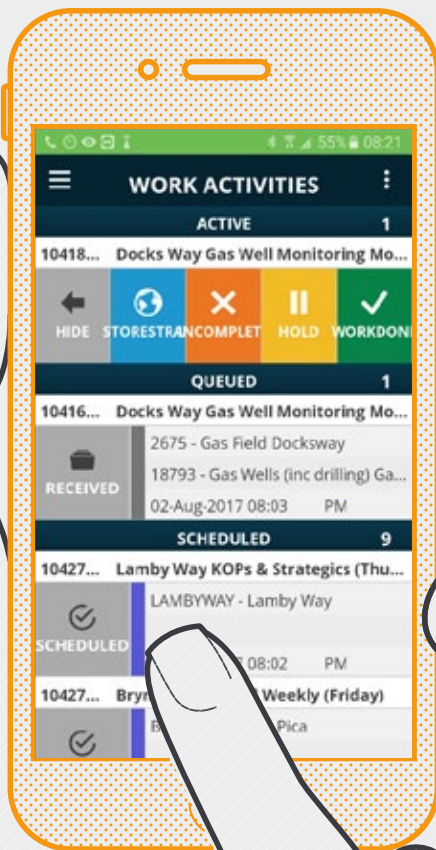 55% 08:21
WORK ACTIVITIES
ACTIVE 1
10418... Docks Way Gas Well Monitoring Mo...
HIDE STORESTRA NCOMPLET HOLD WORKDON
QUEUED 1
10416... Docks Way Gas Well Monitoring Mo...
2675 - Gas Field Docksway
RECEIVED 18793 - Gas Wells (inc drilling) Ga...
02-Aug-2017 08:03 PM
SCHEDULED 9
10427... Lamby Way KOPs & Strategics (Thu...
LAMBYWAY - Lamby Way
SCHEDULED
08:02 PM
10427... Weekly (Friday)
Pica